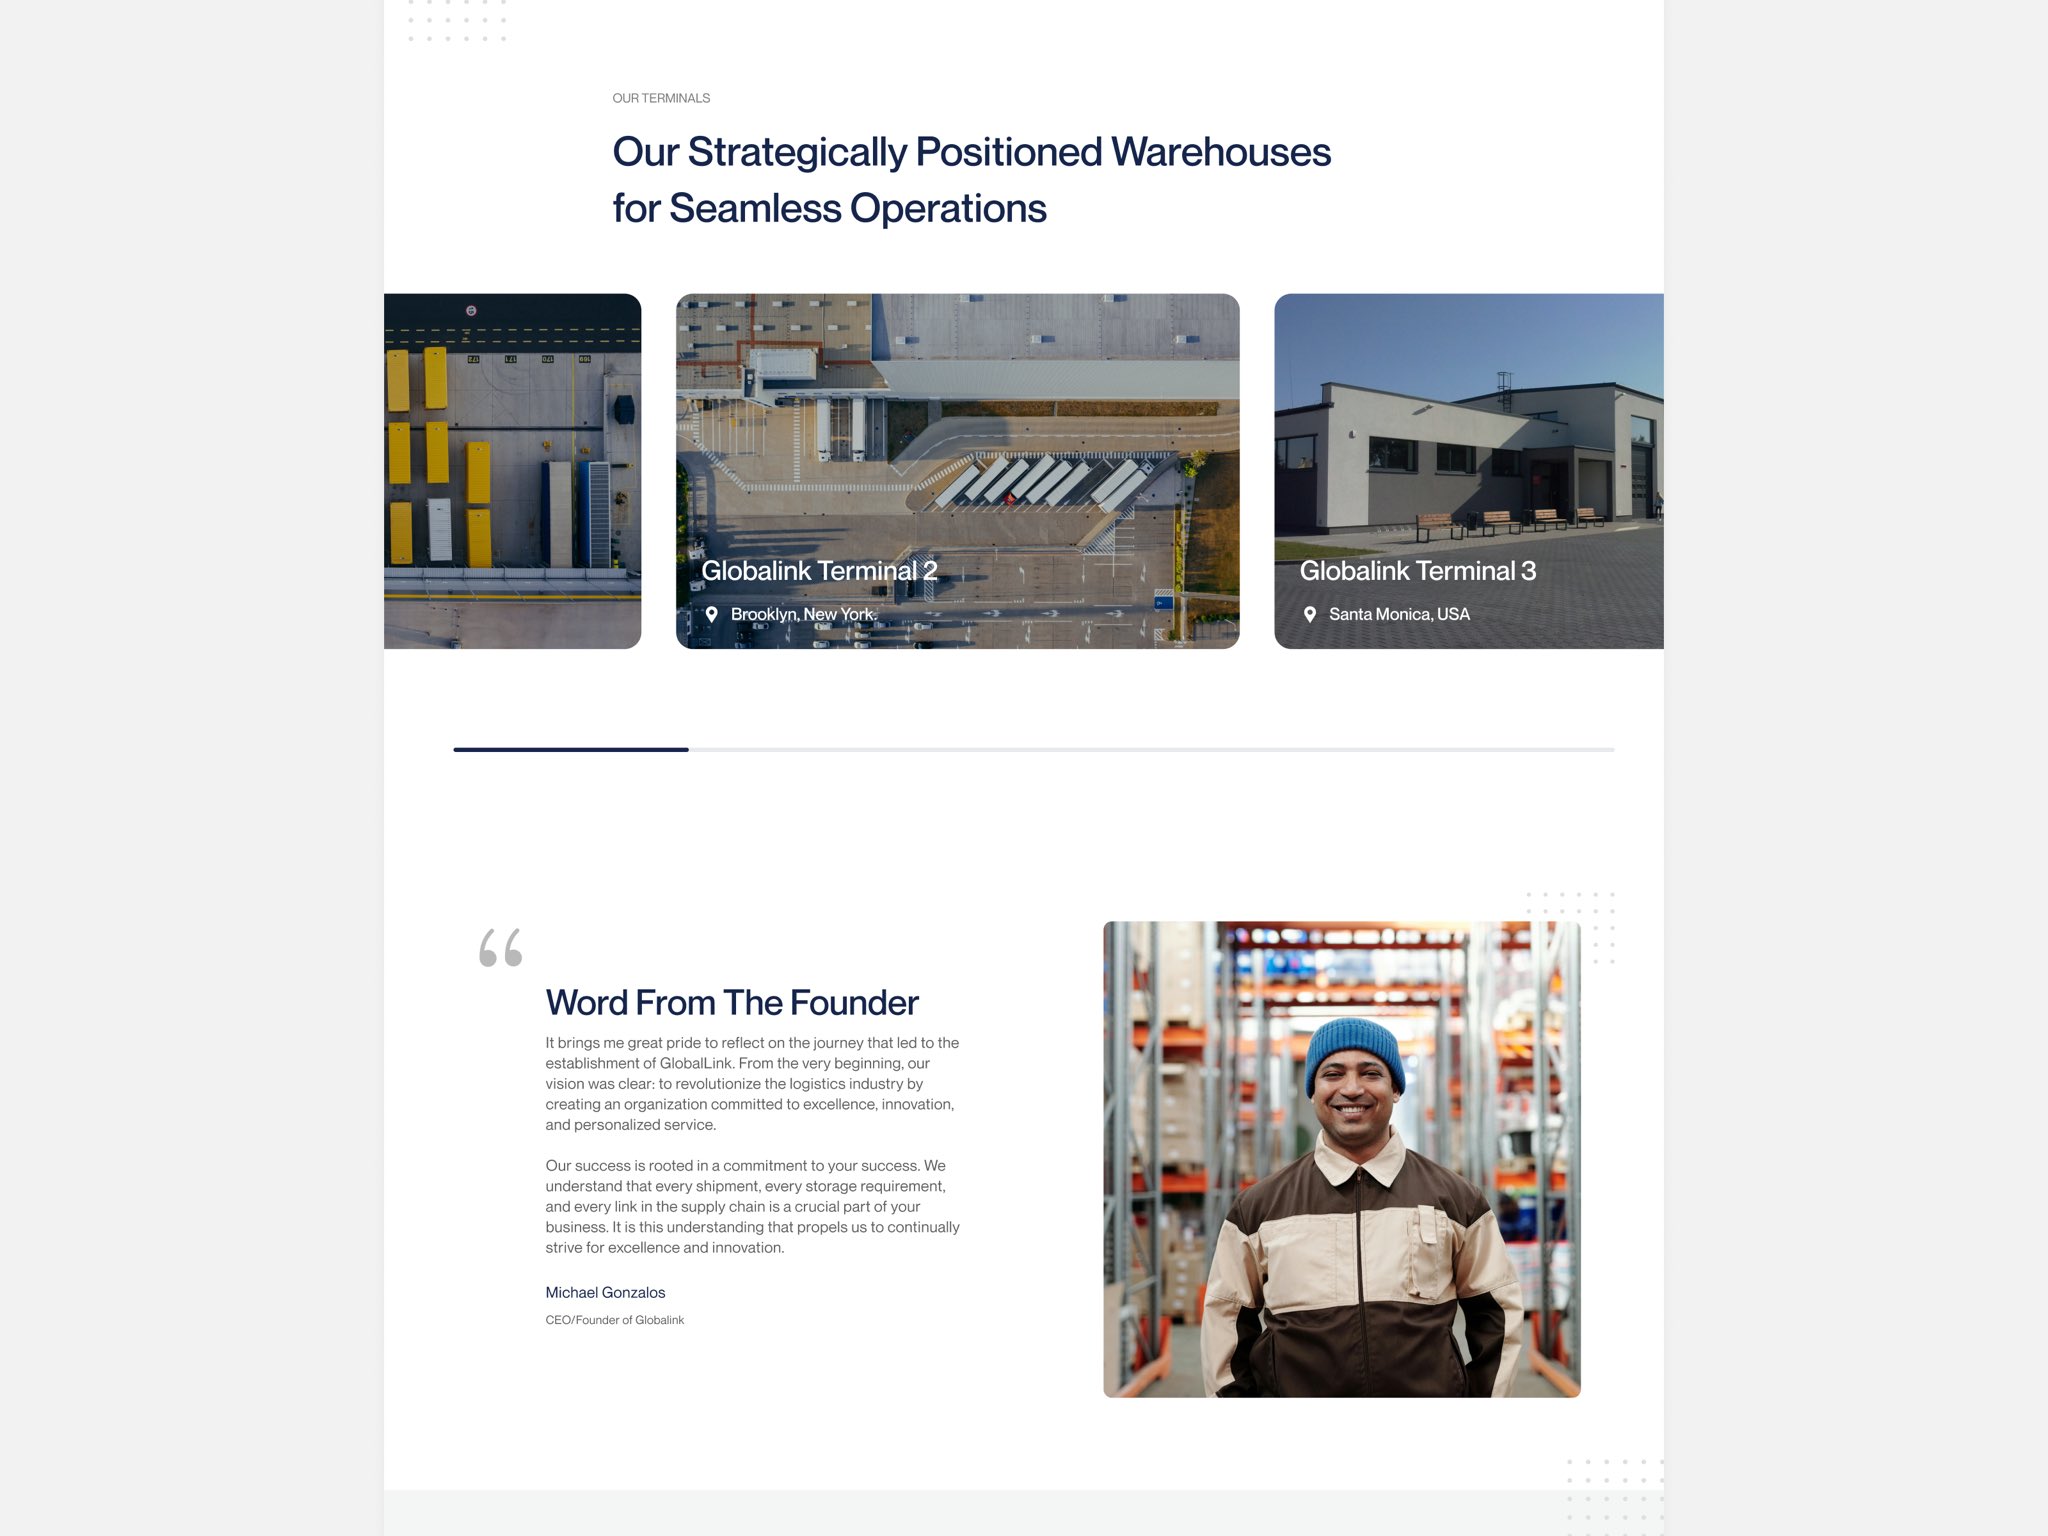 OUR TERMINALS
Our Strategically Positioned Warehouses
for Seamless Operations
172
171
170
169
Globalink Terminal 2
Brooklyn, New York.
Globalink Terminal 3
Santa Monica, USA
“
Word From The Founder
It brings me great pride to reflect on the journey that led to the
establishment of GlobalLink. From the very beginning, our
vision was clear: to revolutionize the logistics industry by
creating an organization committed to excellence, innovation,
and personalized service.
Our success is rooted in a commitment to your success. We
understand that every shipment, every storage requirement,
and every link in the supply chain is a crucial part of your
business. It is this understanding that propels us to continually
strive for excellence and innovation.
Michael Gonzalos
CEO/Founder of Globalink